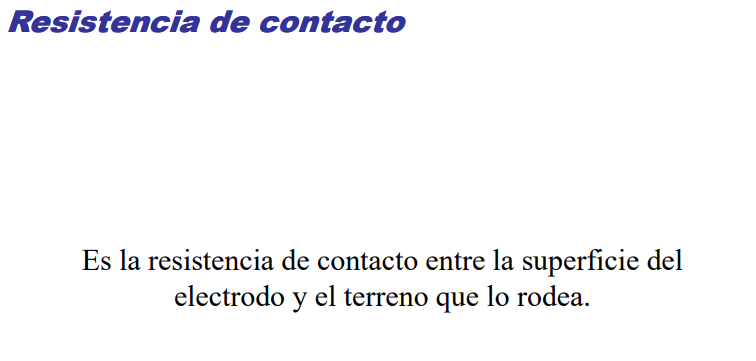 Resistencia de contacto
Es la resistencia de contacto entre la superficie del
electrodo y el terreno que lo rodea.